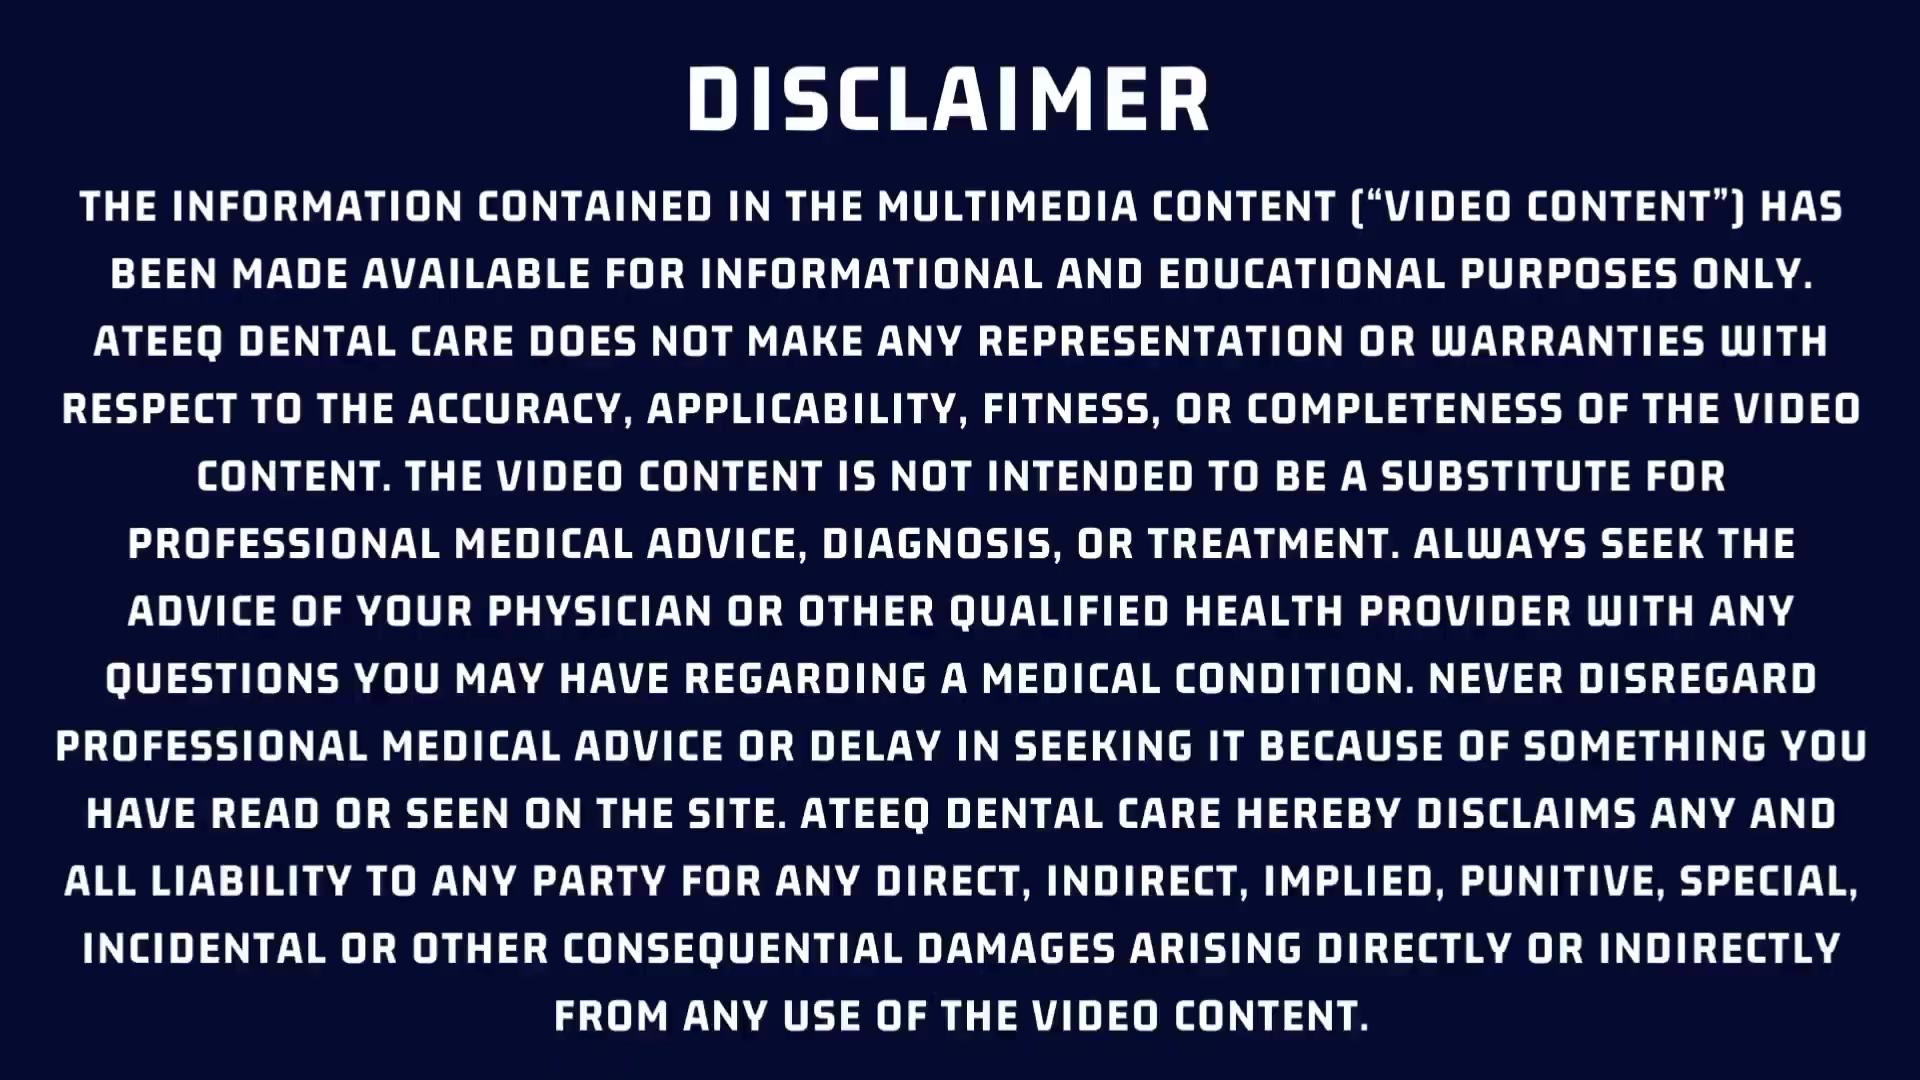 DISCLAIMER
THE INFORMATION CONTAINED IN THE MULTIMEDIA CONTENT (“VIDEO CONTENT”) HAS
BEEN MADE AVAILABLE FOR INFORMATIONAL AND EDUCATIONAL PURPOSES ONLY.
ATEEQ DENTAL CARE DOES NOT MAKE ANY REPRESENTATION OR WARRANTIES WITH
RESPECT TO THE ACCURACY, APPLICABILITY, FITNESS, OR COMPLETENESS OF THE VIDEO
CONTENT. THE VIDEO CONTENT IS NOT INTENDED TO BE A SUBSTITUTE FOR
PROFESSIONAL MEDICAL ADVICE, DIAGNOSIS, OR TREATMENT. ALWAYS SEEK THE
ADVICE OF YOUR PHYSICIAN OR OTHER QUALIFIED HEALTH PROVIDER WITH ANY
QUESTIONS YOU MAY HAVE REGARDING A MEDICAL CONDITION. NEVER DISREGARD
PROFESSIONAL MEDICAL ADVICE OR DELAY IN SEEKING IT BECAUSE OF SOMETHING YOU
HAVE READ OR SEEN ON THE SITE. ATEEQ DENTAL CARE HEREBY DISCLAIMS ANY AND
ALL LIABILITY TO ANY PARTY FOR ANY DIRECT, INDIRECT, IMPLIED, PUNITIVE, SPECIAL,
INCIDENTAL OR OTHER CONSEQUENTIAL DAMAGES ARISING DIRECTLY OR INDIRECTLY
FROM ANY USE OF THE VIDEO CONTENT.